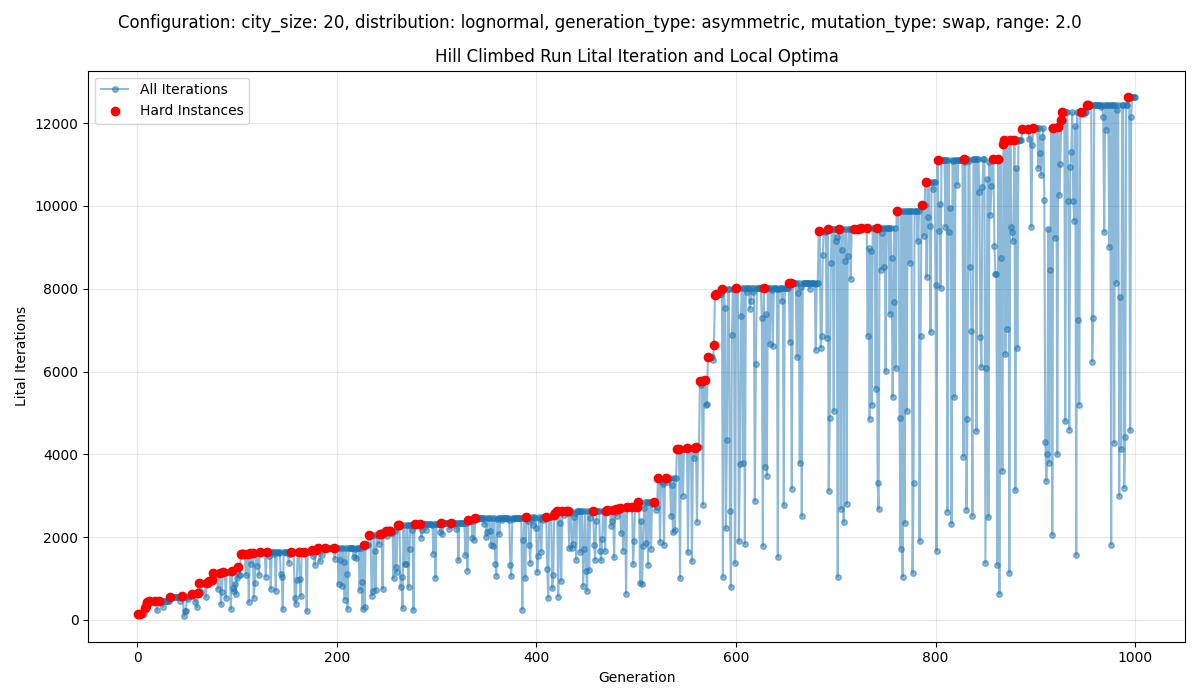 Configuration: city_size: 20, distribution: lognormal, generation_type: asymmetric, mutation_type: swap, range: 2.0
Hill Climbed Run Lital Iteration and Local Optima
All Iterations
Hard Instances
Lital Iterations
12000
10000
8000
6000
4000
2000
0
0 200 400 600 800 1000
Generation